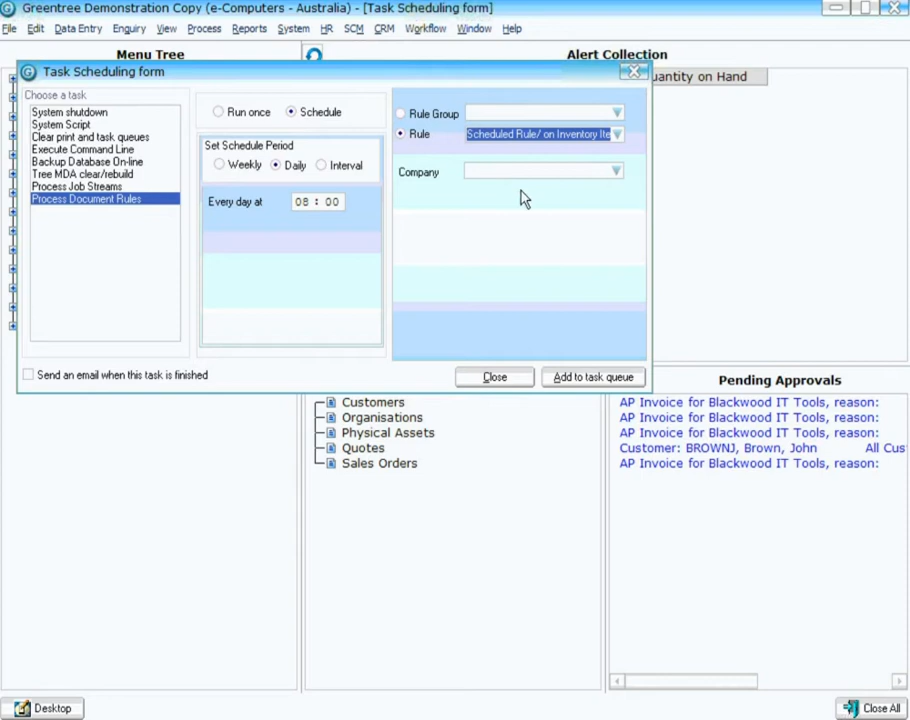 Greentree Demonstration Copy (e-Computers - Australia) - [Task Scheduling form]
File Edit Data Entry Enquiry View Process Reports System HR SCM CRM Workflow Window Help
Menu Tree
Alert Collection
Task Scheduling form
uantity on Hand
Choose a task
System shutdown
System Script
Clear print and task queues
Execute Command Line
Backup Database On-line
Tree MDA clear/rebuild
Process Job Streams
Process Document Rules
Run once Schedule
Set Schedule Period
Weekly Daily Interval
Every day at 08 : 00
Rule Group
Rule Scheduled Rule/ on Inventory Ite
Company
Send an email when this task is finished
Close Add to task queue
Customers
Organisations
Physical Assets
Quotes
Sales Orders
Pending Approvals
AP Invoice for Blackwood IT Tools, reason:
AP Invoice for Blackwood IT Tools, reason:
AP Invoice for Blackwood IT Tools, reason:
Customer: BROWNJ, Brown, John All Cus
AP Invoice for Blackwood IT Tools, reason:
Desktop
Close All